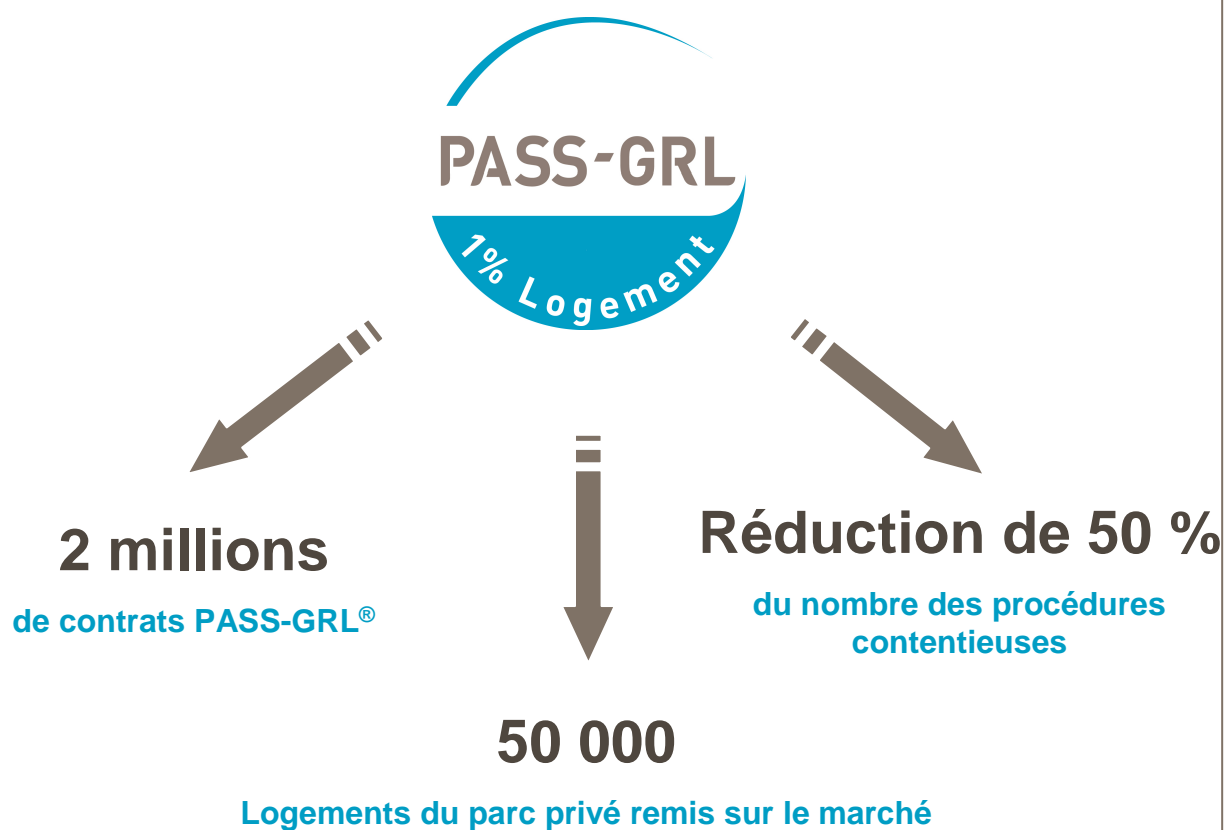 PASS-GRL
1% Logement
2 millions
de contrats PASS-GRL®
Réduction de 50 %
du nombre des procédures
contentieuses
50 000
Logements du parc privé remis sur le marché